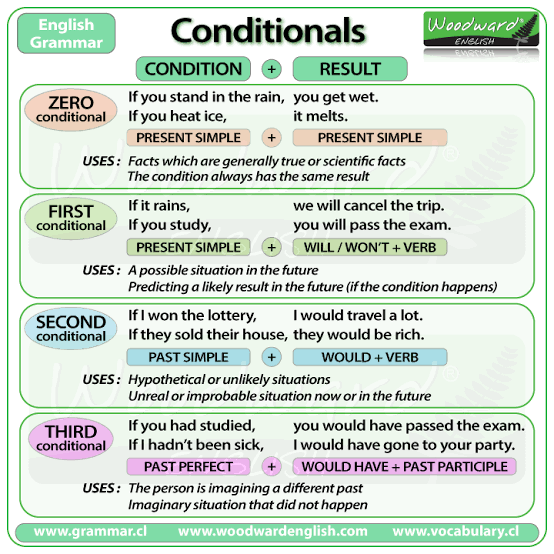 English
Grammar
Conditionals
Woodward®
ENGLISH
CONDITION + RESULT
ZERO
conditional
If you stand in the rain, you get wet.
If you heat ice, it melts.
PRESENT SIMPLE + PRESENT SIMPLE
USES : Facts which are generally true or scientific facts
The condition always has the same result
FIRST
conditional
If it rains, we will cancel the trip.
If you study, you will pass the exam.
PRESENT SIMPLE + WILL / WON'T + VERB
USES : A possible situation in the future
Predicting a likely result in the future (if the condition happens)
SECOND
conditional
If I won the lottery, I would travel a lot.
If they sold their house, they would be rich.
PAST SIMPLE + WOULD + VERB
USES : Hypothetical or unlikely situations
Unreal or improbable situation now or in the future
THIRD
conditional
If you had studied, you would have passed the exam.
If I hadn't been sick, I would have gone to your party.
PAST PERFECT + WOULD HAVE + PAST PARTICIPLE
USES : The person is imagining a different past
Imaginary situation that did not happen
www.grammar.cl www.woodwardenglish.com www.vocabulary.cl